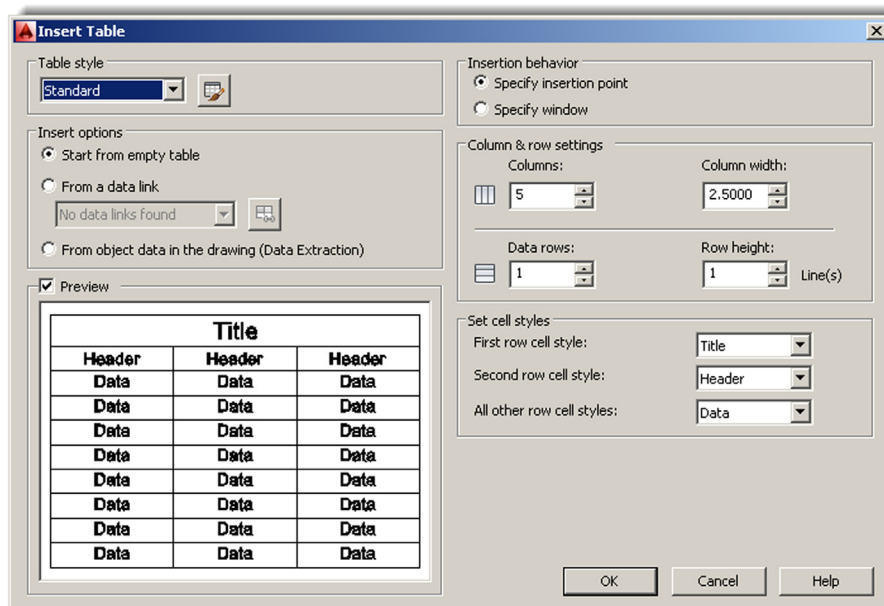 Insert Table
Table style
Standard
Insert options
Start from empty table
From a data link
No data links found
From object data in the drawing (Data Extraction)
Preview
Title
Header Header Header
Data Data Data
Data Data Data
Data Data Data
Data Data Data
Data Data Data
Data Data Data
Data Data Data
Data Data Data
Insertion behavior
Specify insertion point
Specify window
Column & row settings
Columns: Column width:
5 2.5000
Data rows: Row height:
1 1 Line(s)
Set cell styles
First row cell style: Title
Second row cell style: Header
All other row cell styles: Data
OK Cancel Help